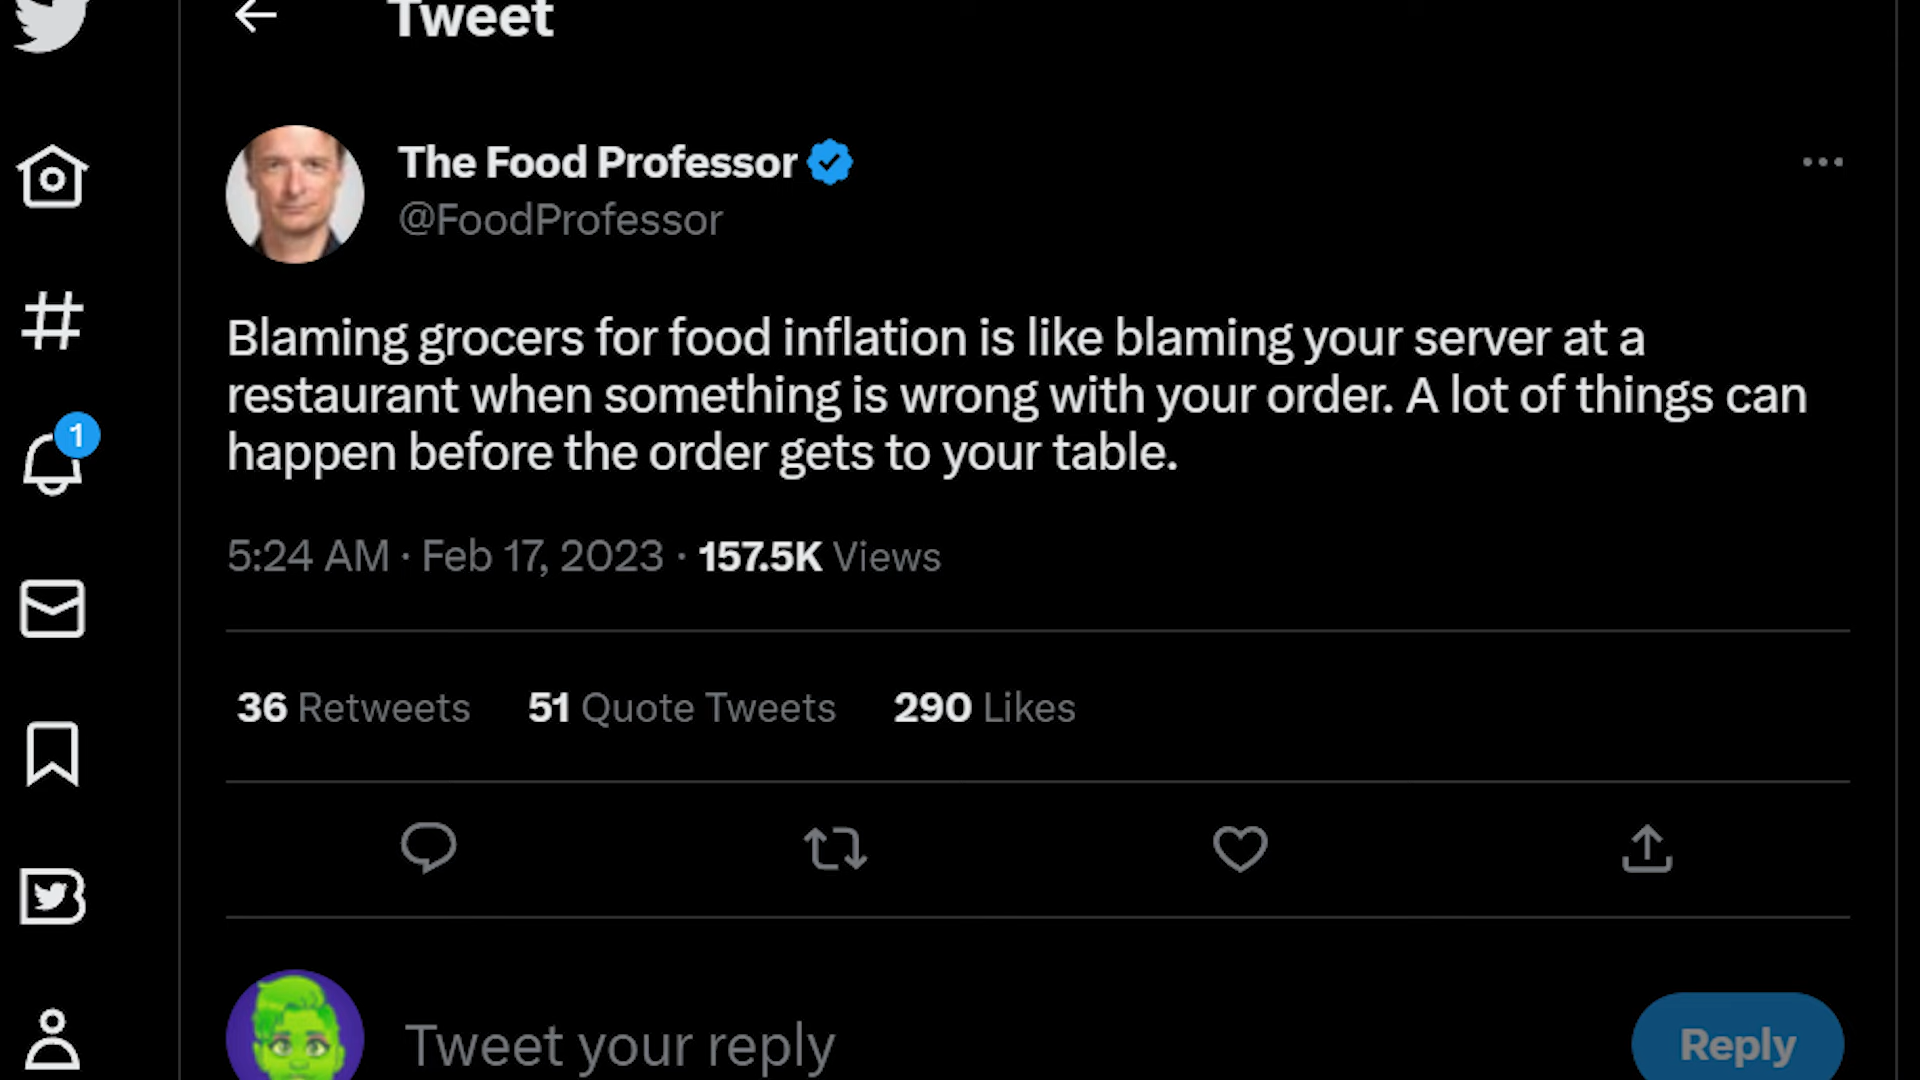 Tweet
The Food Professor
@FoodProfessor
Blaming grocers for food inflation is like blaming your server at a
restaurant when something is wrong with your order. A lot of things can
happen before the order gets to your table.
5:24 AM · Feb 17, 2023 · 157.5K Views
36 Retweets 51 Quote Tweets 290 Likes
1
Tweet your reply
Reply